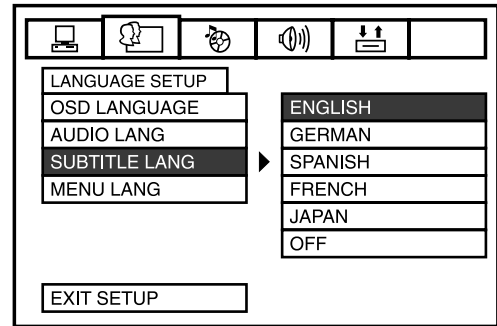 LANGUAGE SETUP
OSD LANGUAGE
AUDIO LANG
SUBTITLE LANG
MENU LANG
EXIT SETUP
ENGLISH
GERMAN
SPANISH
FRENCH
JAPAN
OFF